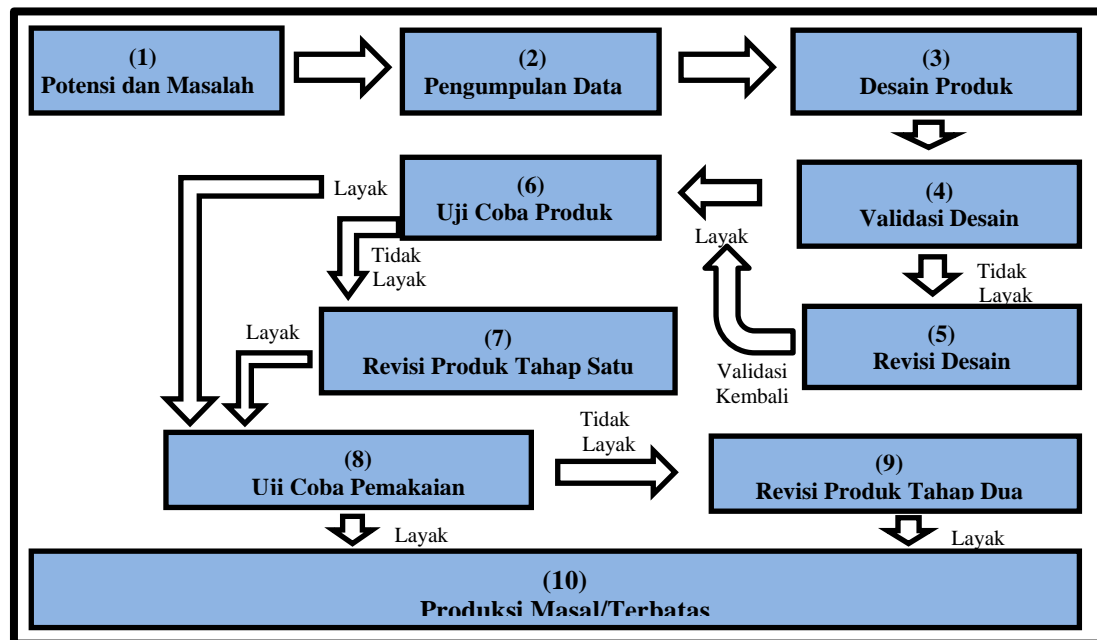 (1)
Potensi dan Masalah
(2)
Pengumpulan Data
(3)
Desain Produk
(4)
Validasi Desain
Tidak
Layak
(5)
Revisi Desain
Validasi
Kembali
Layak
(6)
Uji Coba Produk
Layak
Tidak
Layak
(7)
Revisi Produk Tahap Satu
Layak
(8)
Uji Coba Pemakaian
Tidak
Layak
(9)
Revisi Produk Tahap Dua
Layak
Layak
(10)
Produksi Masal/Terbatas